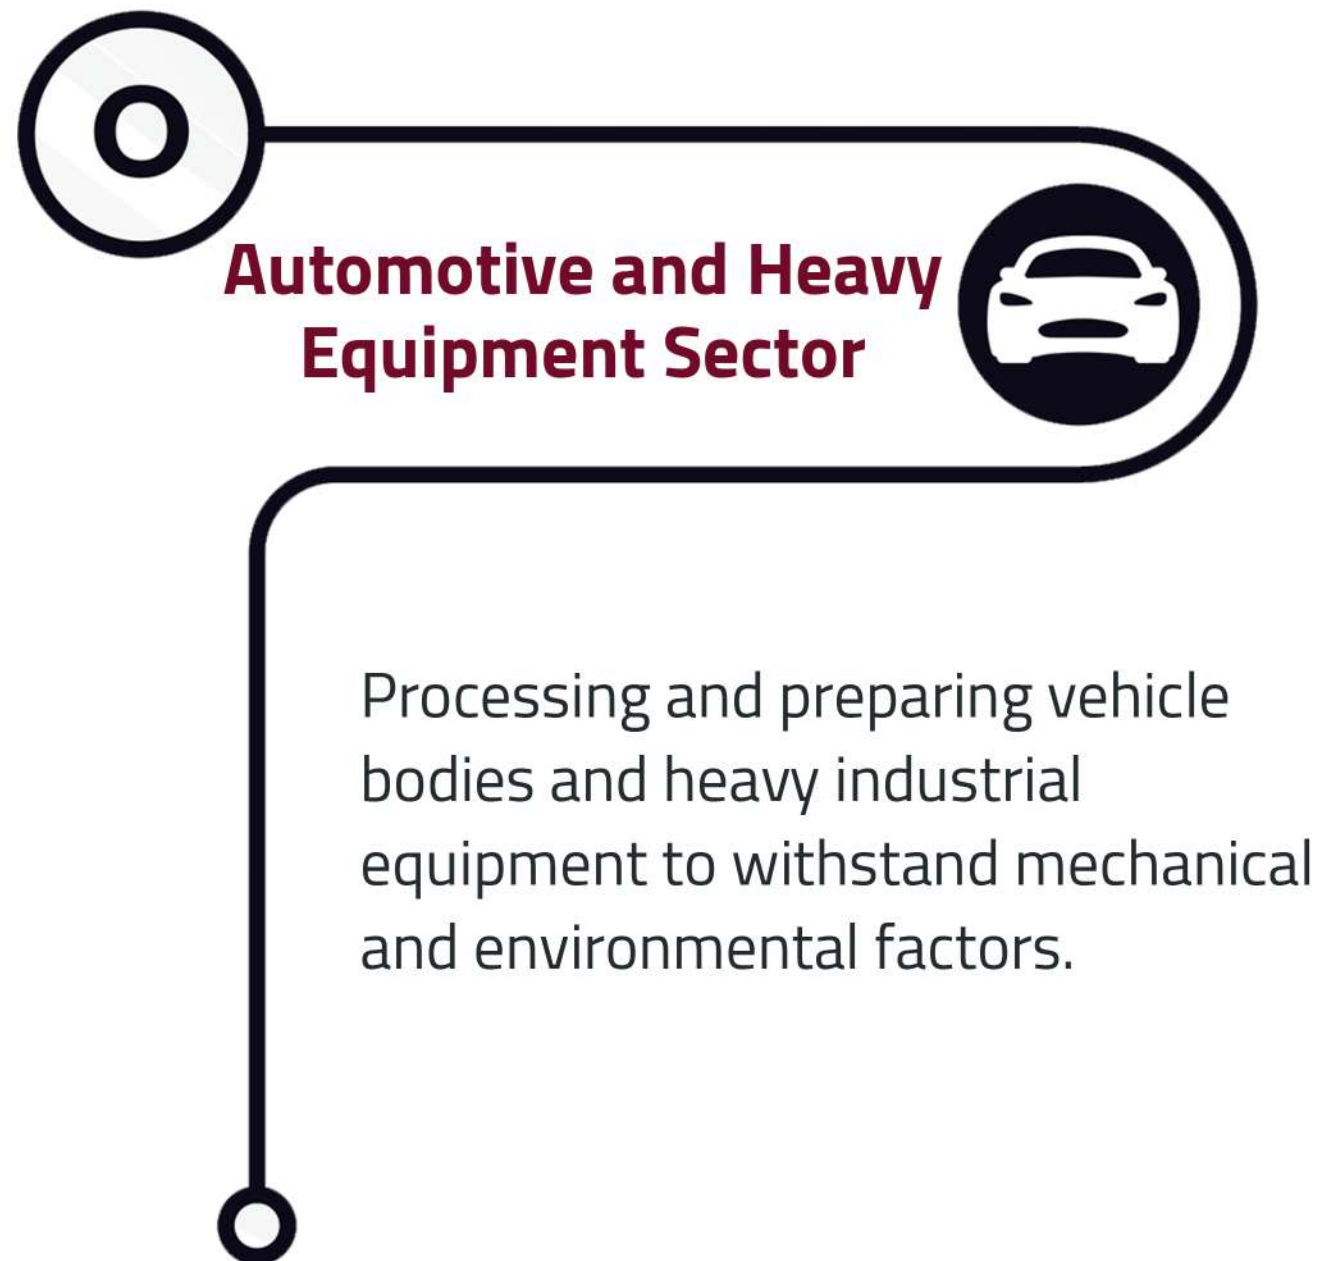 O
Automotive and Heavy
Equipment Sector
Processing and preparing vehicle
bodies and heavy industrial
equipment to withstand mechanical
and environmental factors.